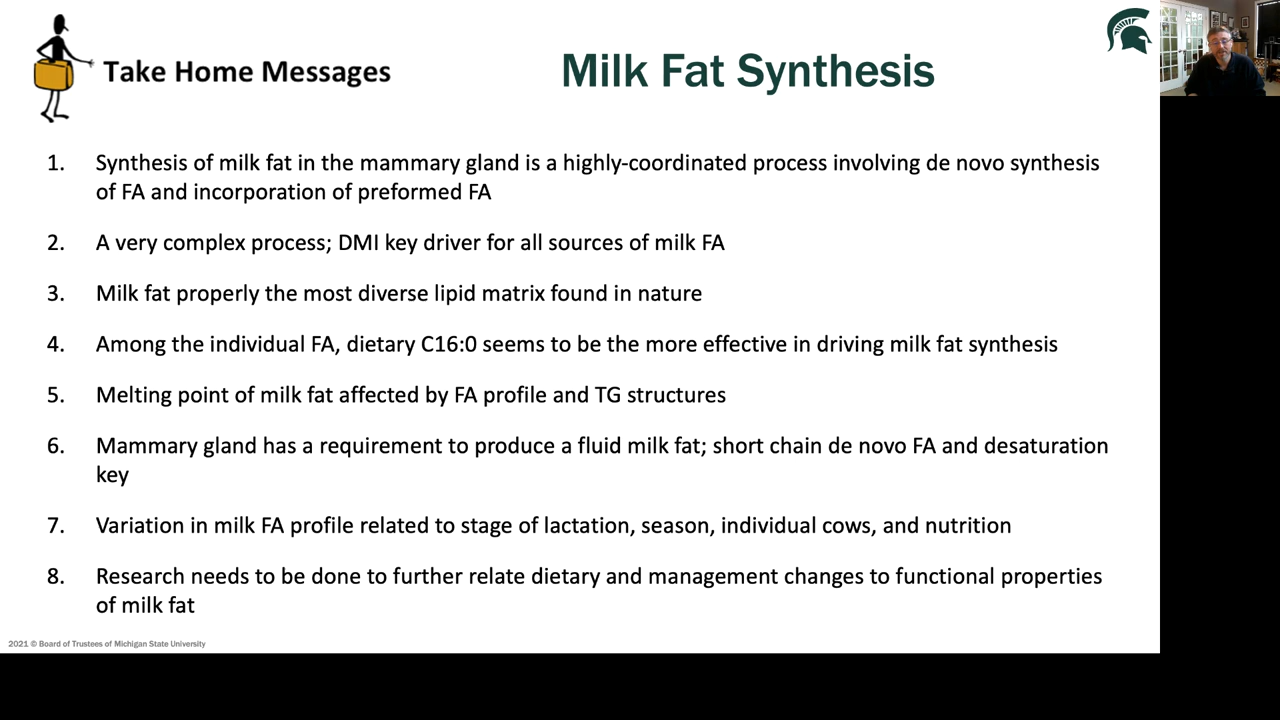 Take Home Messages
Milk Fat Synthesis
1. Synthesis of milk fat in the mammary gland is a highly-coordinated process involving de novo synthesis
of FA and incorporation of preformed FA
2. A very complex process; DMI key driver for all sources of milk FA
3. Milk fat properly the most diverse lipid matrix found in nature
4. Among the individual FA, dietary C16:0 seems to be the more effective in driving milk fat synthesis
5. Melting point of milk fat affected by FA profile and TG structures
6. Mammary gland has a requirement to produce a fluid milk fat; short chain de novo FA and desaturation
key
7. Variation in milk FA profile related to stage of lactation, season, individual cows, and nutrition
8. Research needs to be done to further relate dietary and management changes to functional properties
of milk fat
2021 © Board of Trustees of Michigan State University